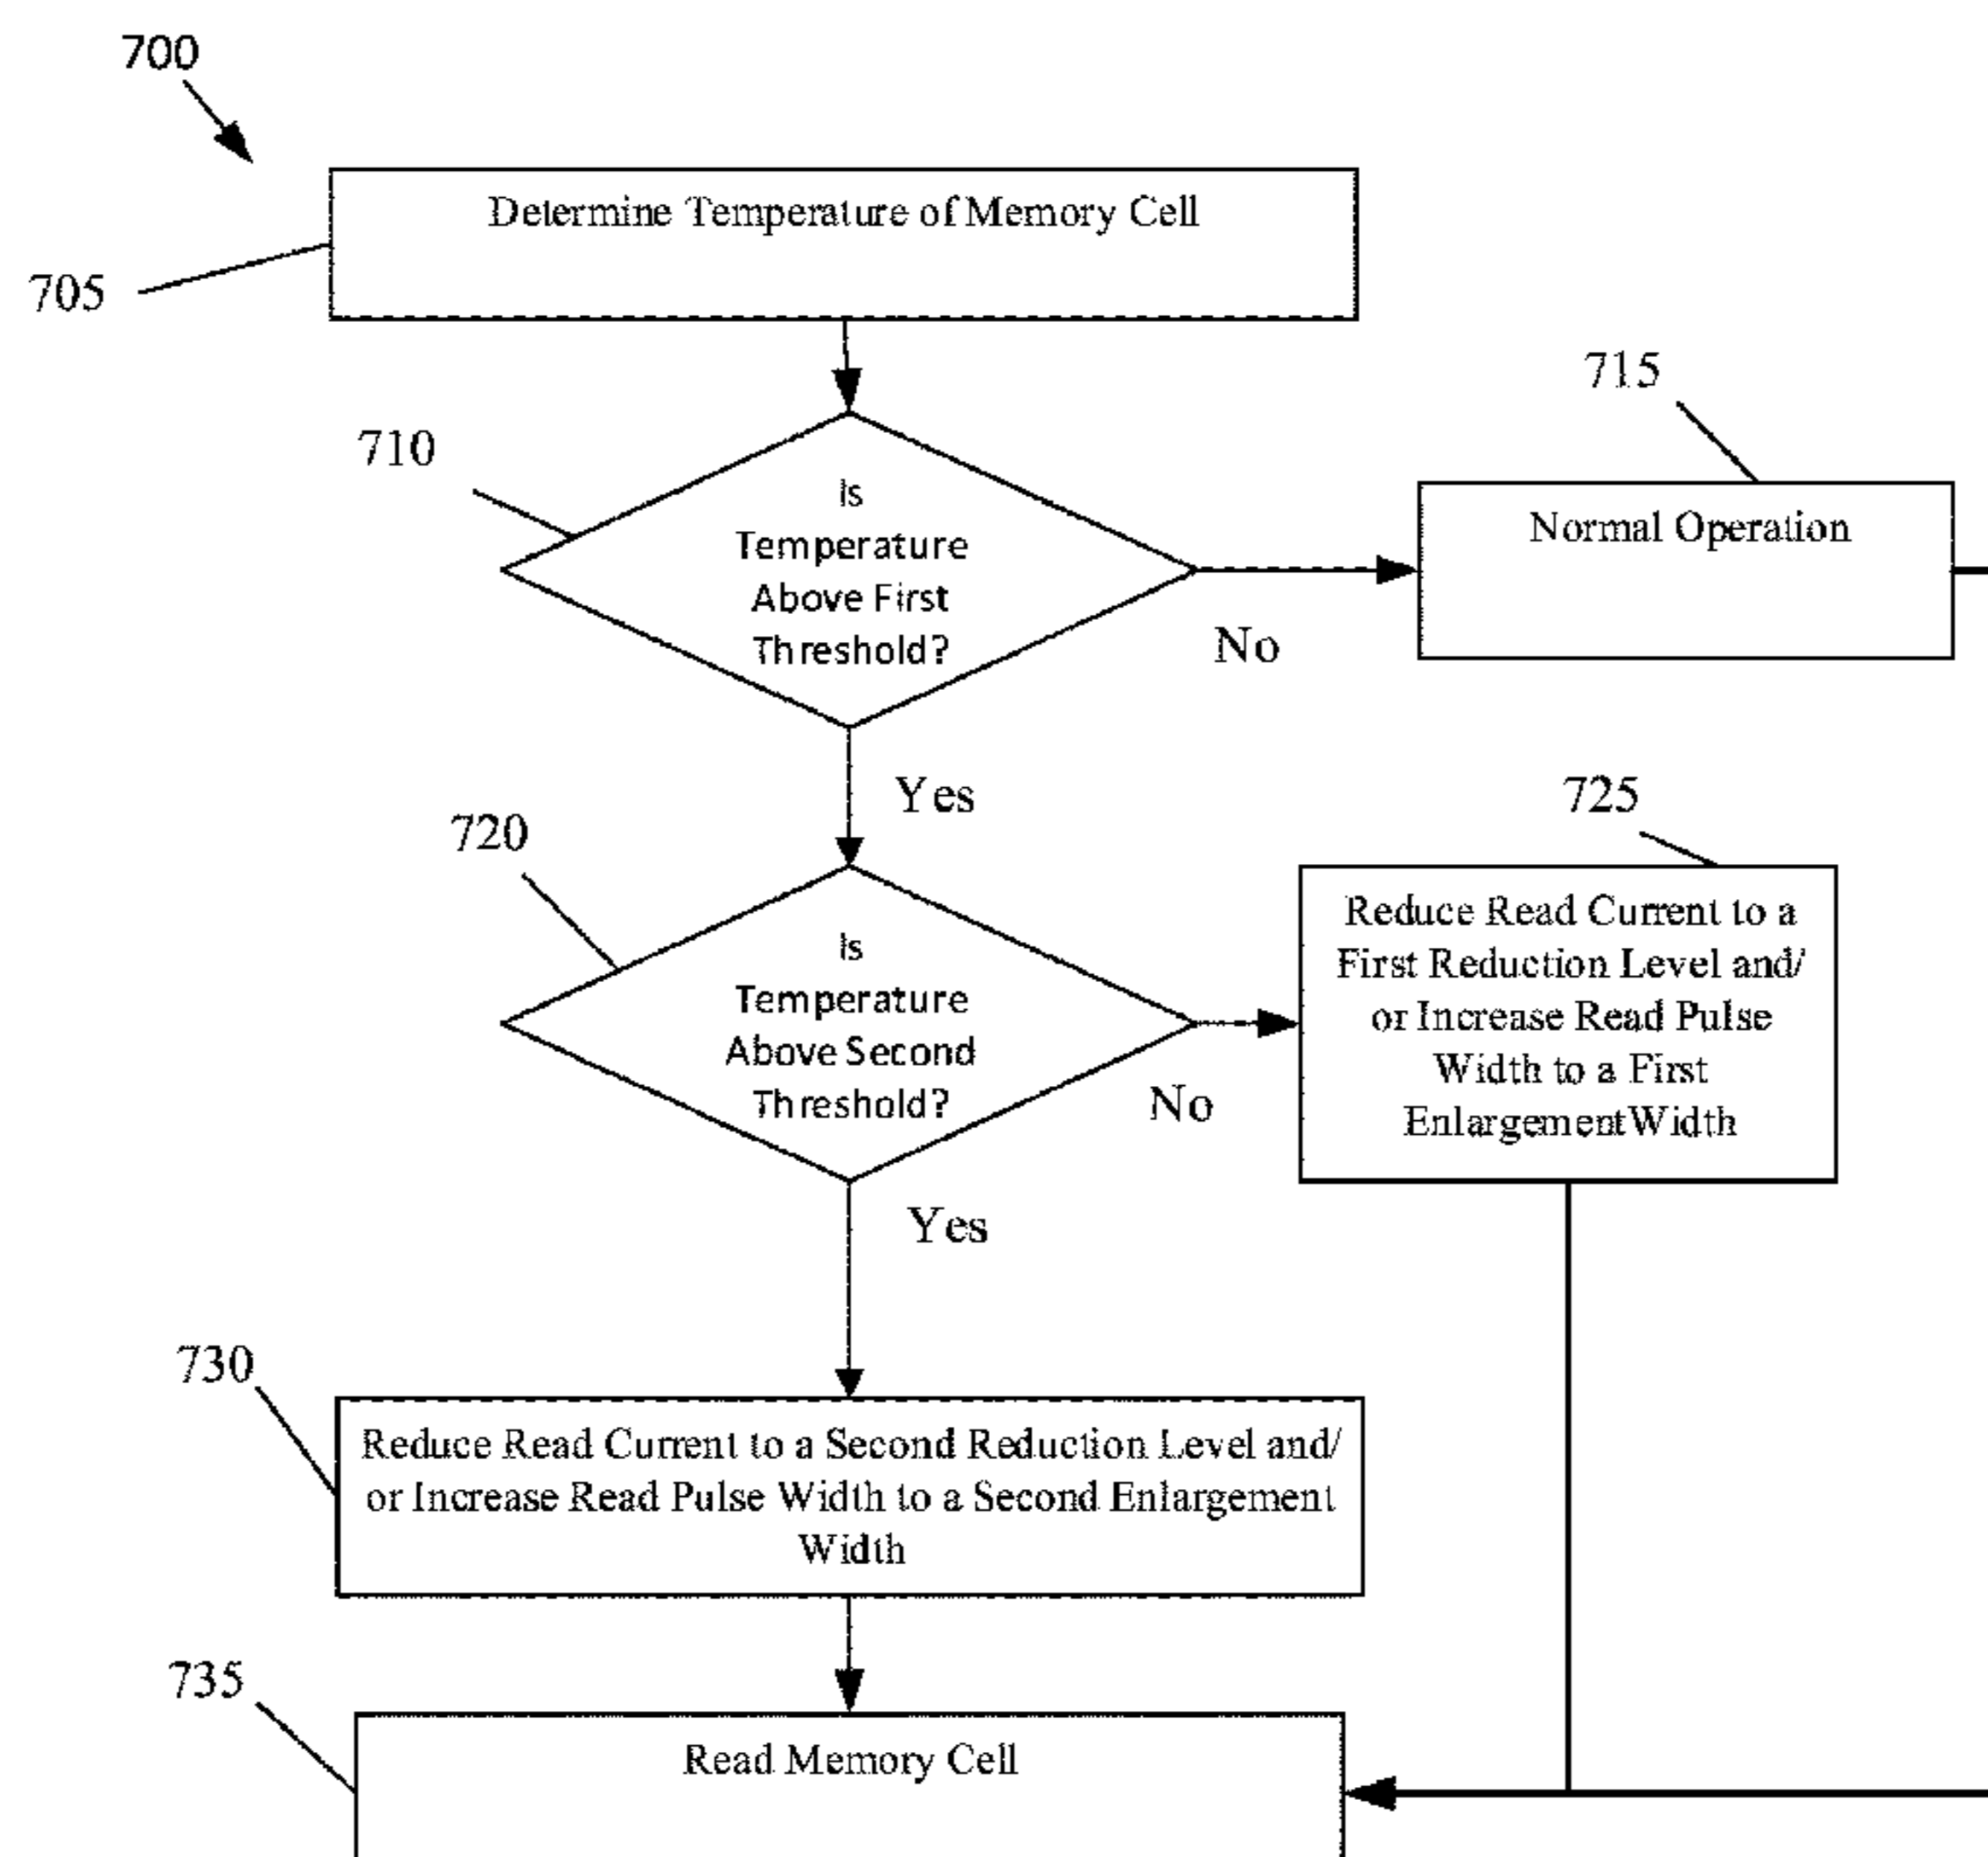 700
Determine Temperature of Memory Cell
705
715
710
Is
Temperature
Above First
Threshold?
Normal Operation
No
Yes
725
720
Is
Temperature
Above Second
Threshold?
Reduce Read Current to a
First Reduction Level and/
or Increase Read Pulse
Width to a First
Enlargement Width
No
Yes
730
Reduce Read Current to a Second Reduction Level and/
or Increase Read Pulse Width to a Second Enlargement
Width
735
Read Memory Cell